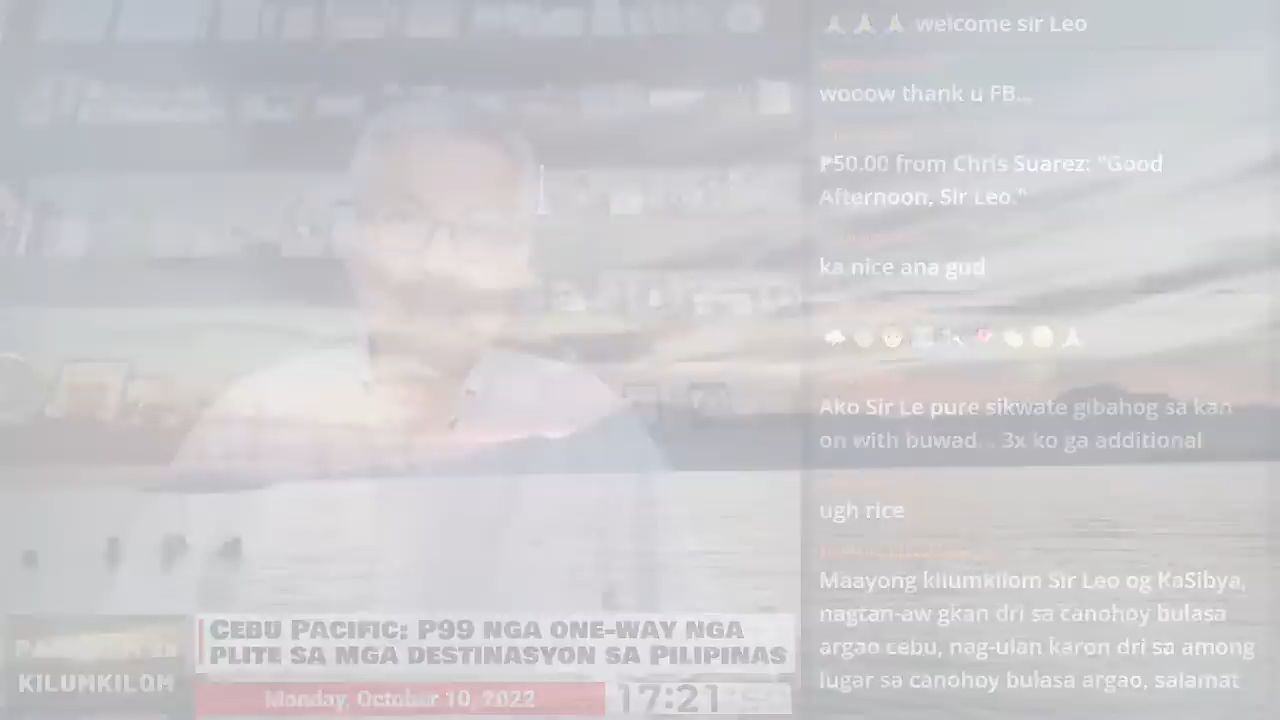 welcome sir Leo
wooow thank u FB...
₱50.00 from Chris Suarez: "Good
Afternoon, Sir Leo."
ka nice ana gud
Ako Sir Le pure sikwate gibahog sa kan
on with buwad... 3x ko ga additional
ugh rice
Maayong kilumkilom Sir Leo og KaSibya,
nagtan-aw gkan dri sa canohoy bulasa
argao cebu, nag-ulan karon dri sa among
lugar sa canohoy bulasa argao, salamat
CEBU PACIFIC: P99 NGA ONE-WAY NGA
PLITE SA MGA DESTINASYON SA PILIPINAS
KILUMKILOM
Monday, October 10, 2022
17:21